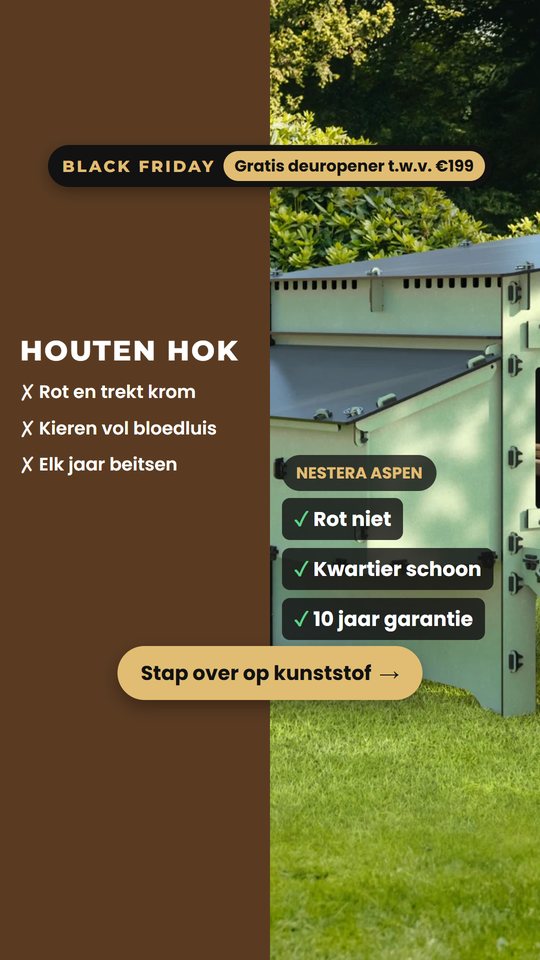 BLACK FRIDAY Gratis deuropener t.w.v. €199
HOUTEN HOK
✗ Rot en trekt krom
✗ Kieren vol bloedluis
✗ Elk jaar beitsen
NESTERA ASPEN
✓ Rot niet
✓ Kwartier schoon
✓ 10 jaar garantie
Stap over op kunststof →